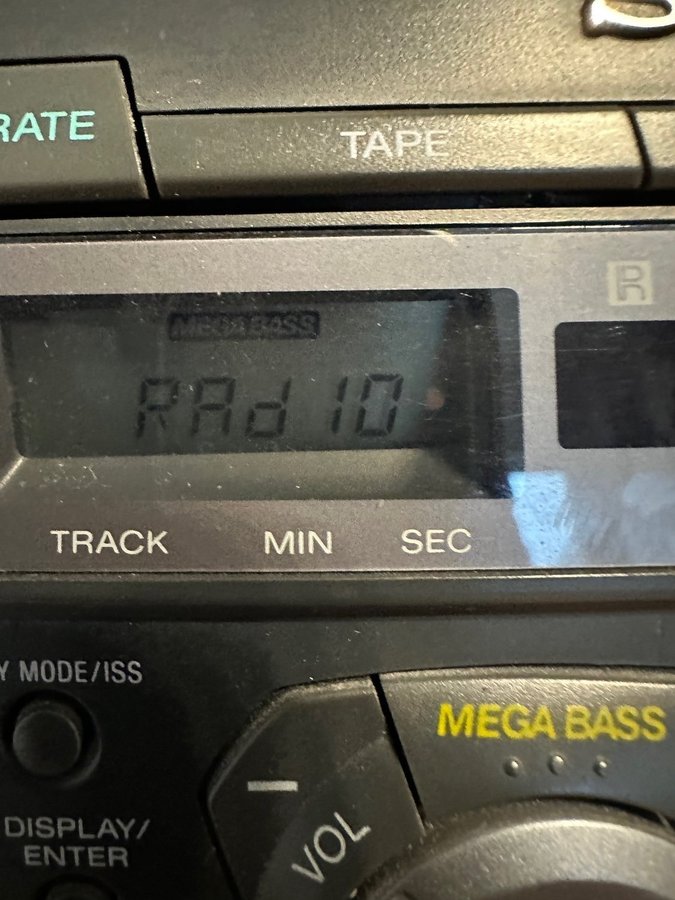 RATE
TAPE
MEGA BASS
RAdIO
TRACK MIN SEC
Y MODE/ISS
MEGA BASS
VOL
DISPLAY/
ENTER